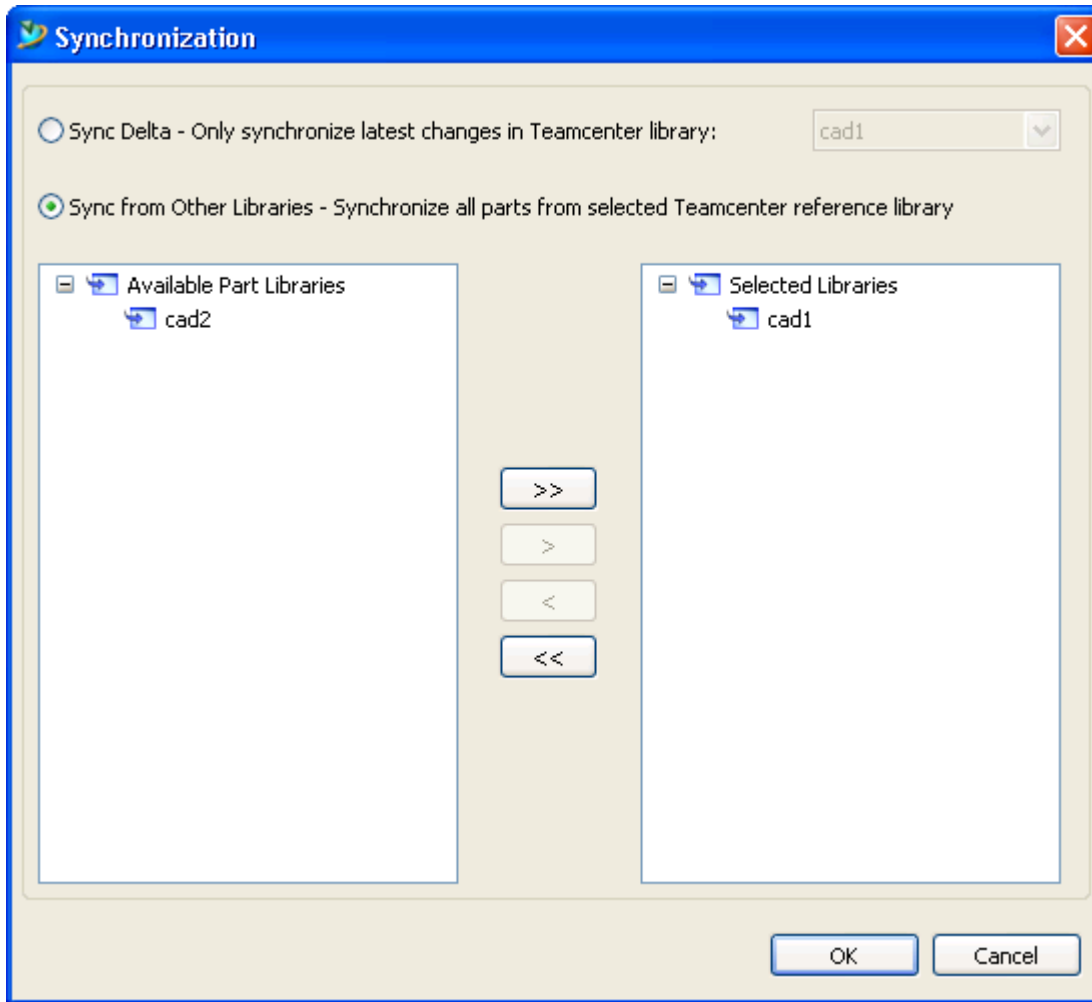 Synchronization
Sync Delta - Only synchronize latest changes in Teamcenter library:
cad1
Sync from Other Libraries - Synchronize all parts from selected Teamcenter reference library
Available Part Libraries
cad2
Selected Libraries
cad1
>>
>
<
<<
OK
Cancel